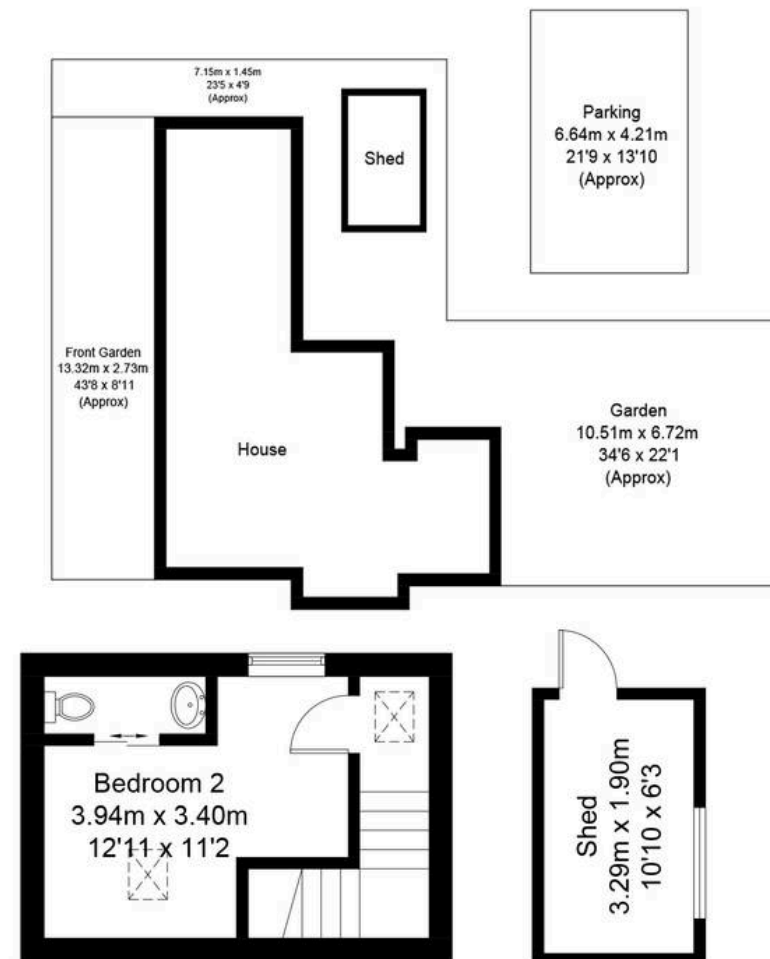 7.15m x 1.45m
23'5 x 4'9
(Approx)
Shed
Parking
6.64m x 4.21m
21'9 x 13'10
(Approx)
Front Garden
13.32m x 2.73m
43'8 x 8'11
(Approx)
House
Garden
10.51m x 6.72m
34'6 x 22'1
(Approx)
Bedroom 2
3.94m x 3.40m
12'11 x 11'2
Shed
3.29m x 1.90m
10'10 x 6'3